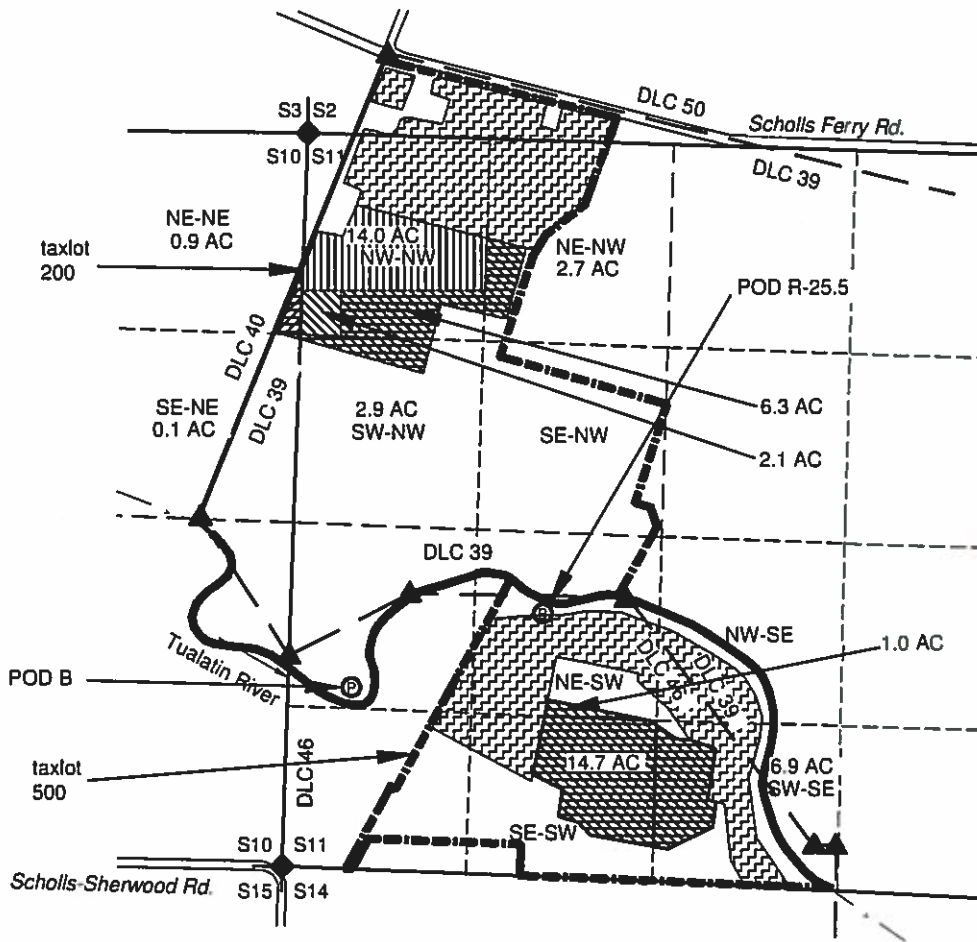 DLC 50
Scholls Ferry Rd.
S3 S2
S10 S11
DLC 39
NE-NE
0.9 AC
14.0 AC
NW-NW
NE-NW
2.7 AC
taxlot
200
POD R-25.5
DLC 40
DLC 39
SE-NE
0.1 AC
2.9 AC
SW-NW
SE-NW
6.3 AC
2.1 AC
DLC 39
P
NW-SE
1.0 AC
Tualatin River
DLC 46
DLC 39
NE-SW
POD B
P
taxlot
500
DLC 46
14.7 AC
6.9 AC
SW-SE
SE-SW
S10 S11
S15 S14
Scholls-Sherwood Rd.